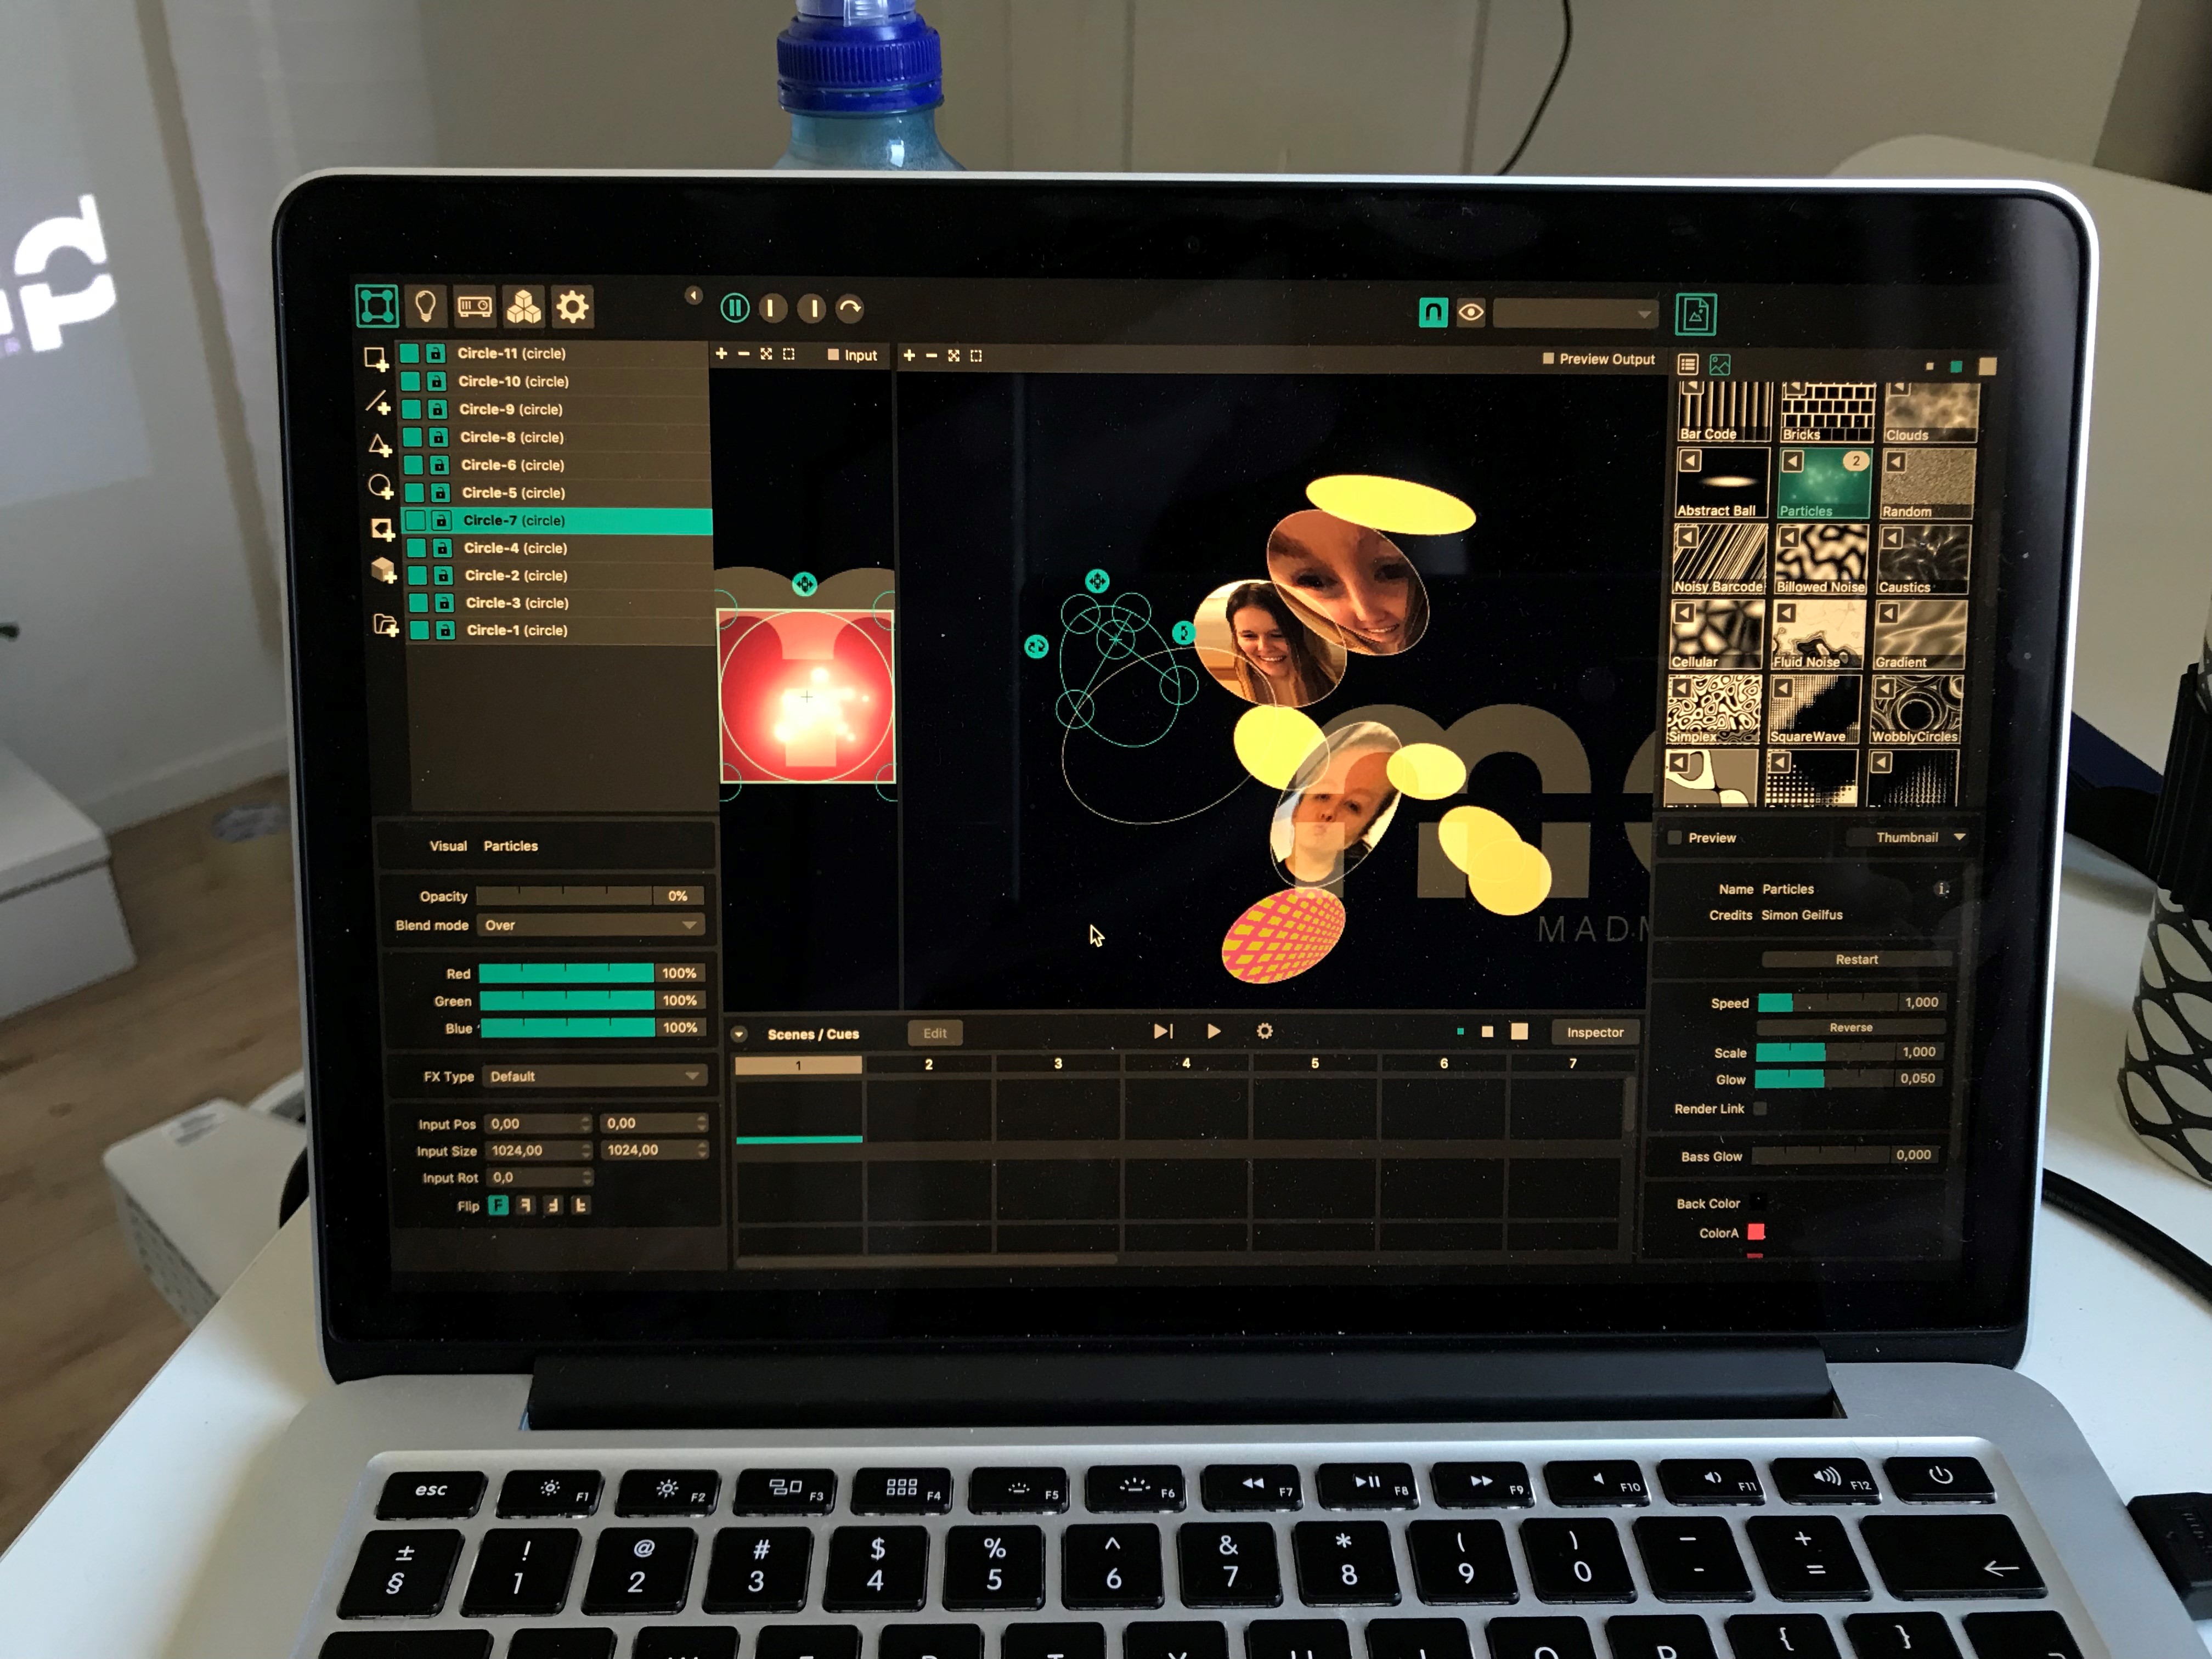 Circle-11 (circle)
Circle-10 (circle)
Circle-9 (circle)
Circle-8 (circle)
Circle-6 (circle)
Circle-5 (circle)
Circle-7 (circle)
Circle-4 (circle)
Circle-2 (circle)
Circle-3 (circle)
Circle-1 (circle)
Input
Preview Output
Bar Code
Bricks
Clouds
Abstract Ball
2
Particles
Random
Noisy Barcode
Billowed Noise
Caustics
Cellular
Fluid Noise
Gradient
Simplex
SquareWave
WobblyCircles
MADM
Visual Particles
Opacity 0%
Blend mode Over
Red 100%
Green 100%
Blue 100%
FX Type Default
Input Pos 0,00 0,00
Input Size 1024,00 1024,00
Input Rot 0,0
Flip F
Scenes / Cues
Edit
Inspector
1 2 3 4 5 6 7
Preview
Thumbnail
Name Particles
Credits Simon Geilfus
Restart
Speed 1,000
Reverse
Scale 1,000
Glow 0,050
Render Link
Bass Glow 0,000
Back Color
ColorA
esc F1 F2 F3 F4 F5 F6 F7 F8 F9 F10 F11 F12
± ! @ # $ % ^ & * ( ) _ +
§ 1 2 3 4 5 6 7 8 9 0 - =
{ }